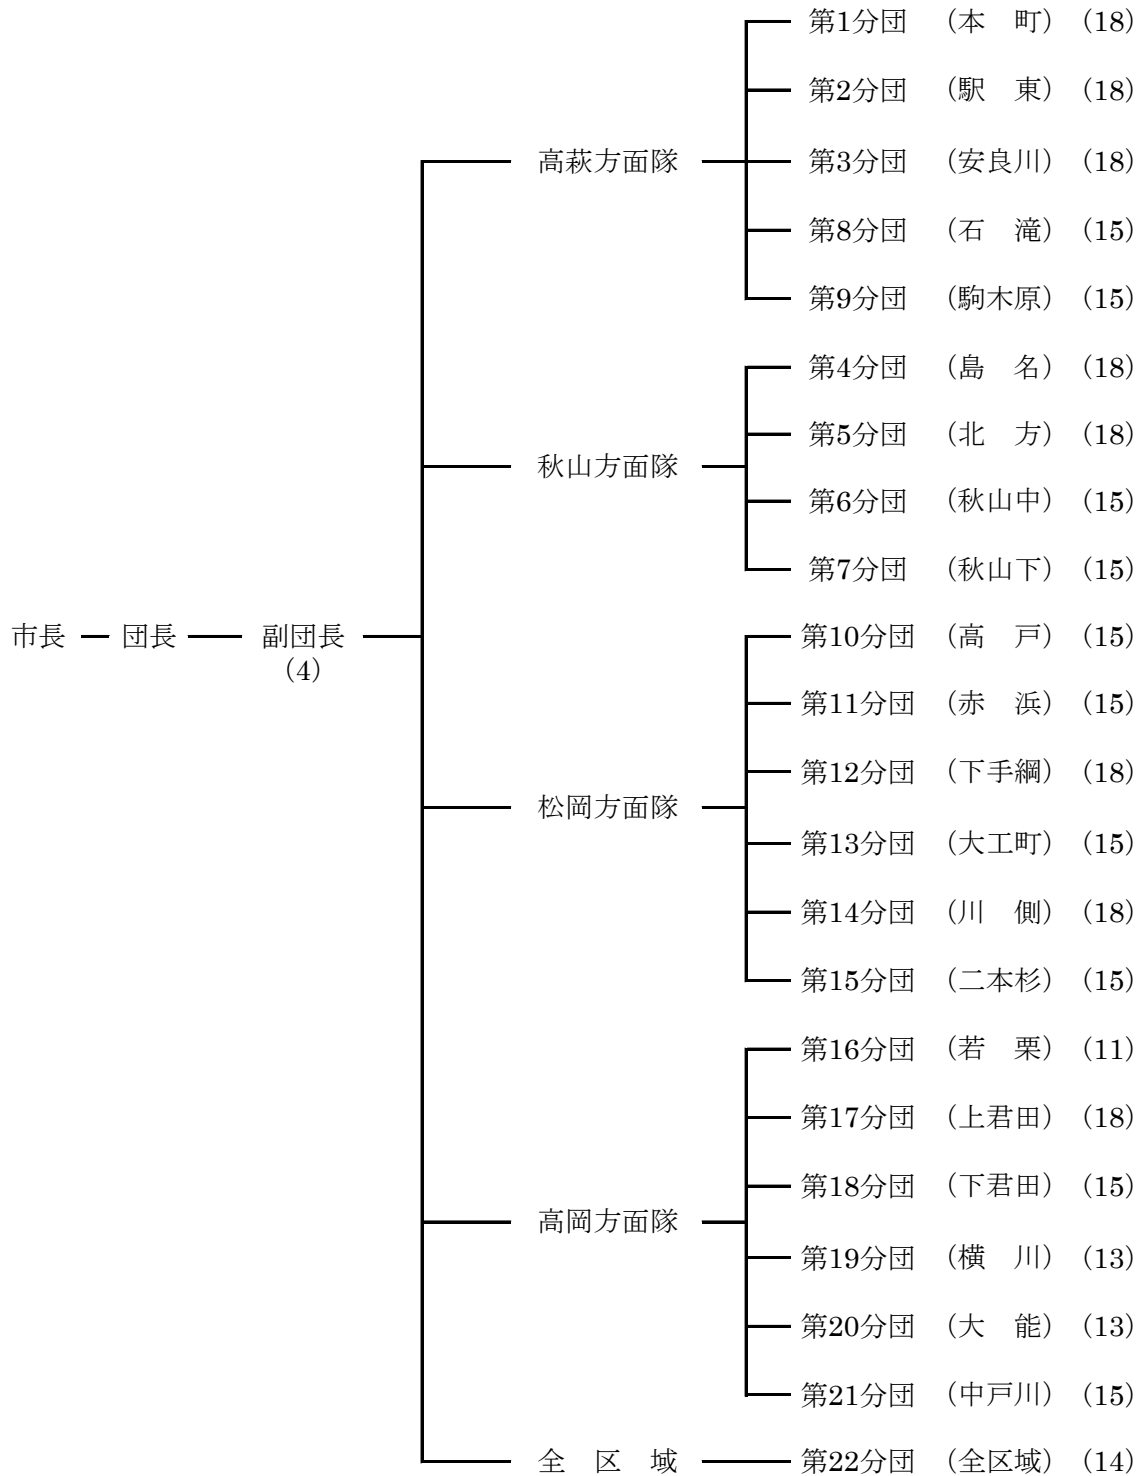 第1分団 （本　町） （18）
第2分団 （駅　東） （18）
高萩方面隊 第3分団 （安良川） （18）
第8分団 （石　滝） （15）
第9分団 （駒木原） （15）
第4分団 （島　名） （18）
第5分団 （北　方） （18）
秋山方面隊
第6分団 （秋山中） （15）
第7分団 （秋山下） （15）
市長 団長 副団長 第10分団 （高　戸） （15）
（4）
第11分団 （赤　浜） （15）
第12分団 （下手綱） （18）
松岡方面隊
第13分団 （大工町） （15）
第14分団 （川　側） （18）
第15分団 （二本杉） （15）
第16分団 （若　栗） （11）
第17分団 （上君田） （18）
第18分団 （下君田） （15）
高岡方面隊
第19分団 （横　川） （13）
第20分団 （大　能） （13）
第21分団 （中戸川） （15）
全　区　域 第22分団 （全区域） （14）